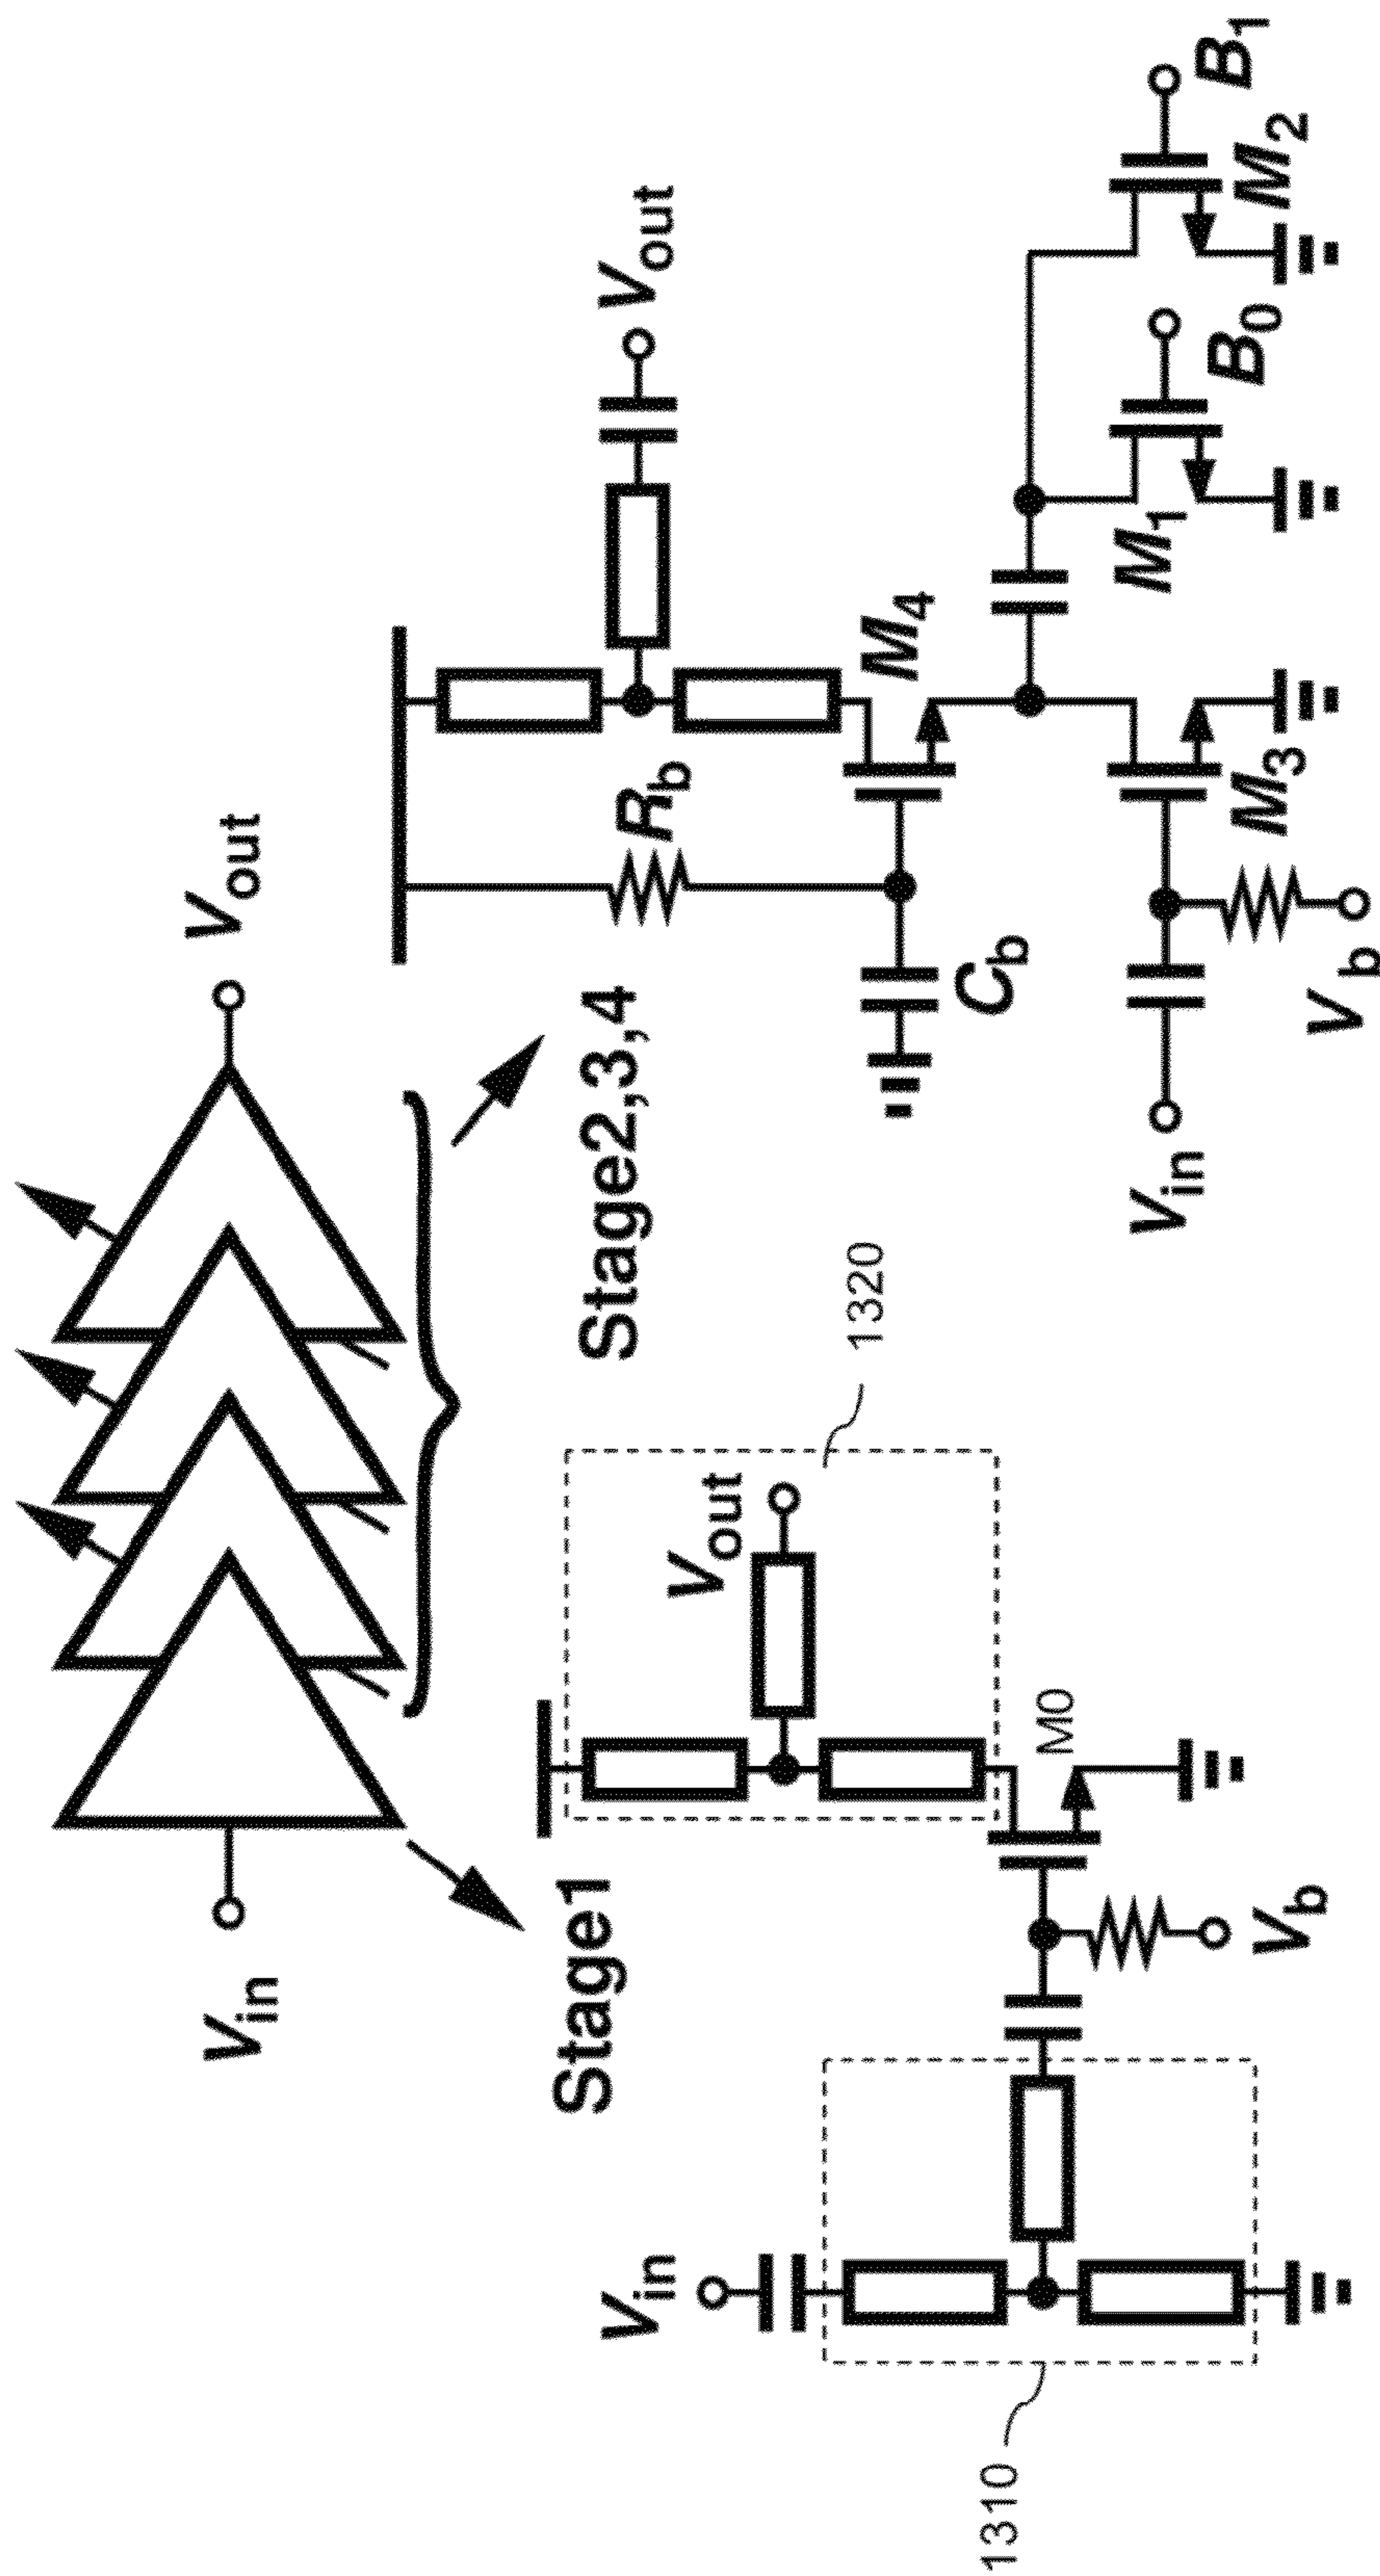 Vin
Vout
Stage1
Stage2,3,4
Vin
1310
Vb
M0
Vout
1320
Rb
Vout
M4
Cb
Vin
Vb
M3
M1
B0
M2
B1